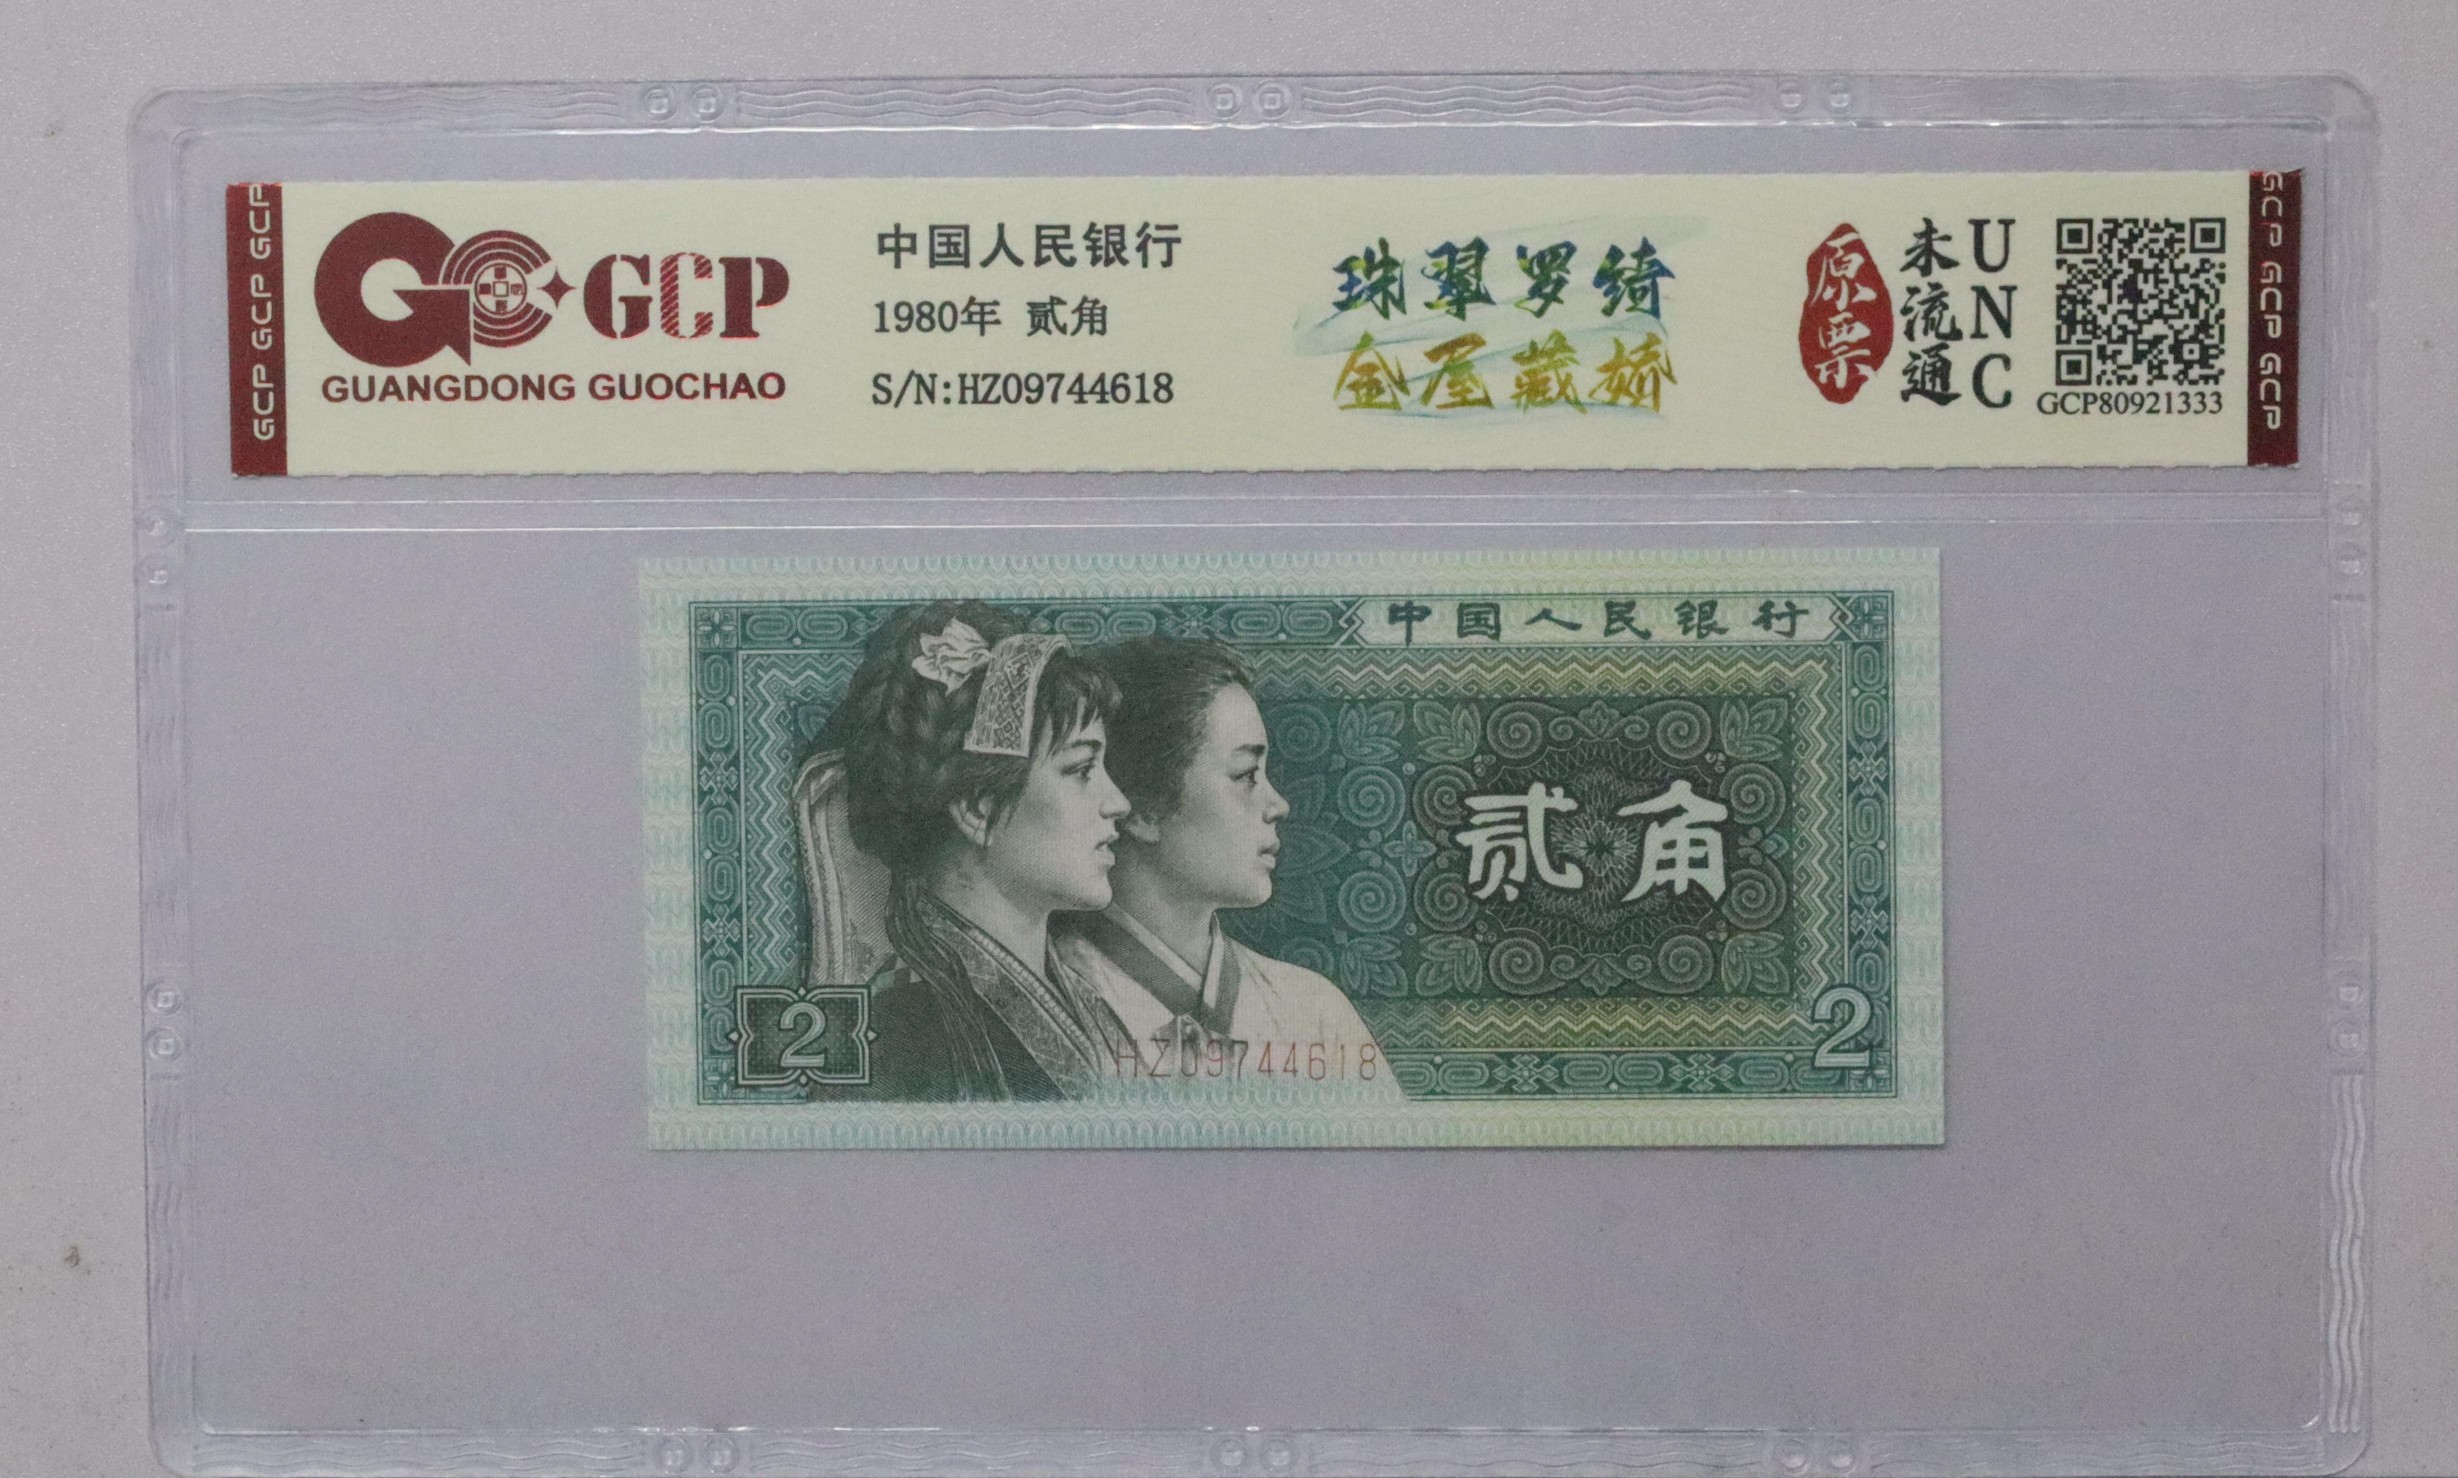 GCP GCP GCP
GCP
GUANGDONG GUOCHAO
中国人民银行
1980年 贰角
S/N:HZ09744618
珠翠罗绮
金屋藏娇
原票
未流通
UNC
GCP80921333
GCP GCP GCP
中国人民银行
贰角
2
HZ09744618
2